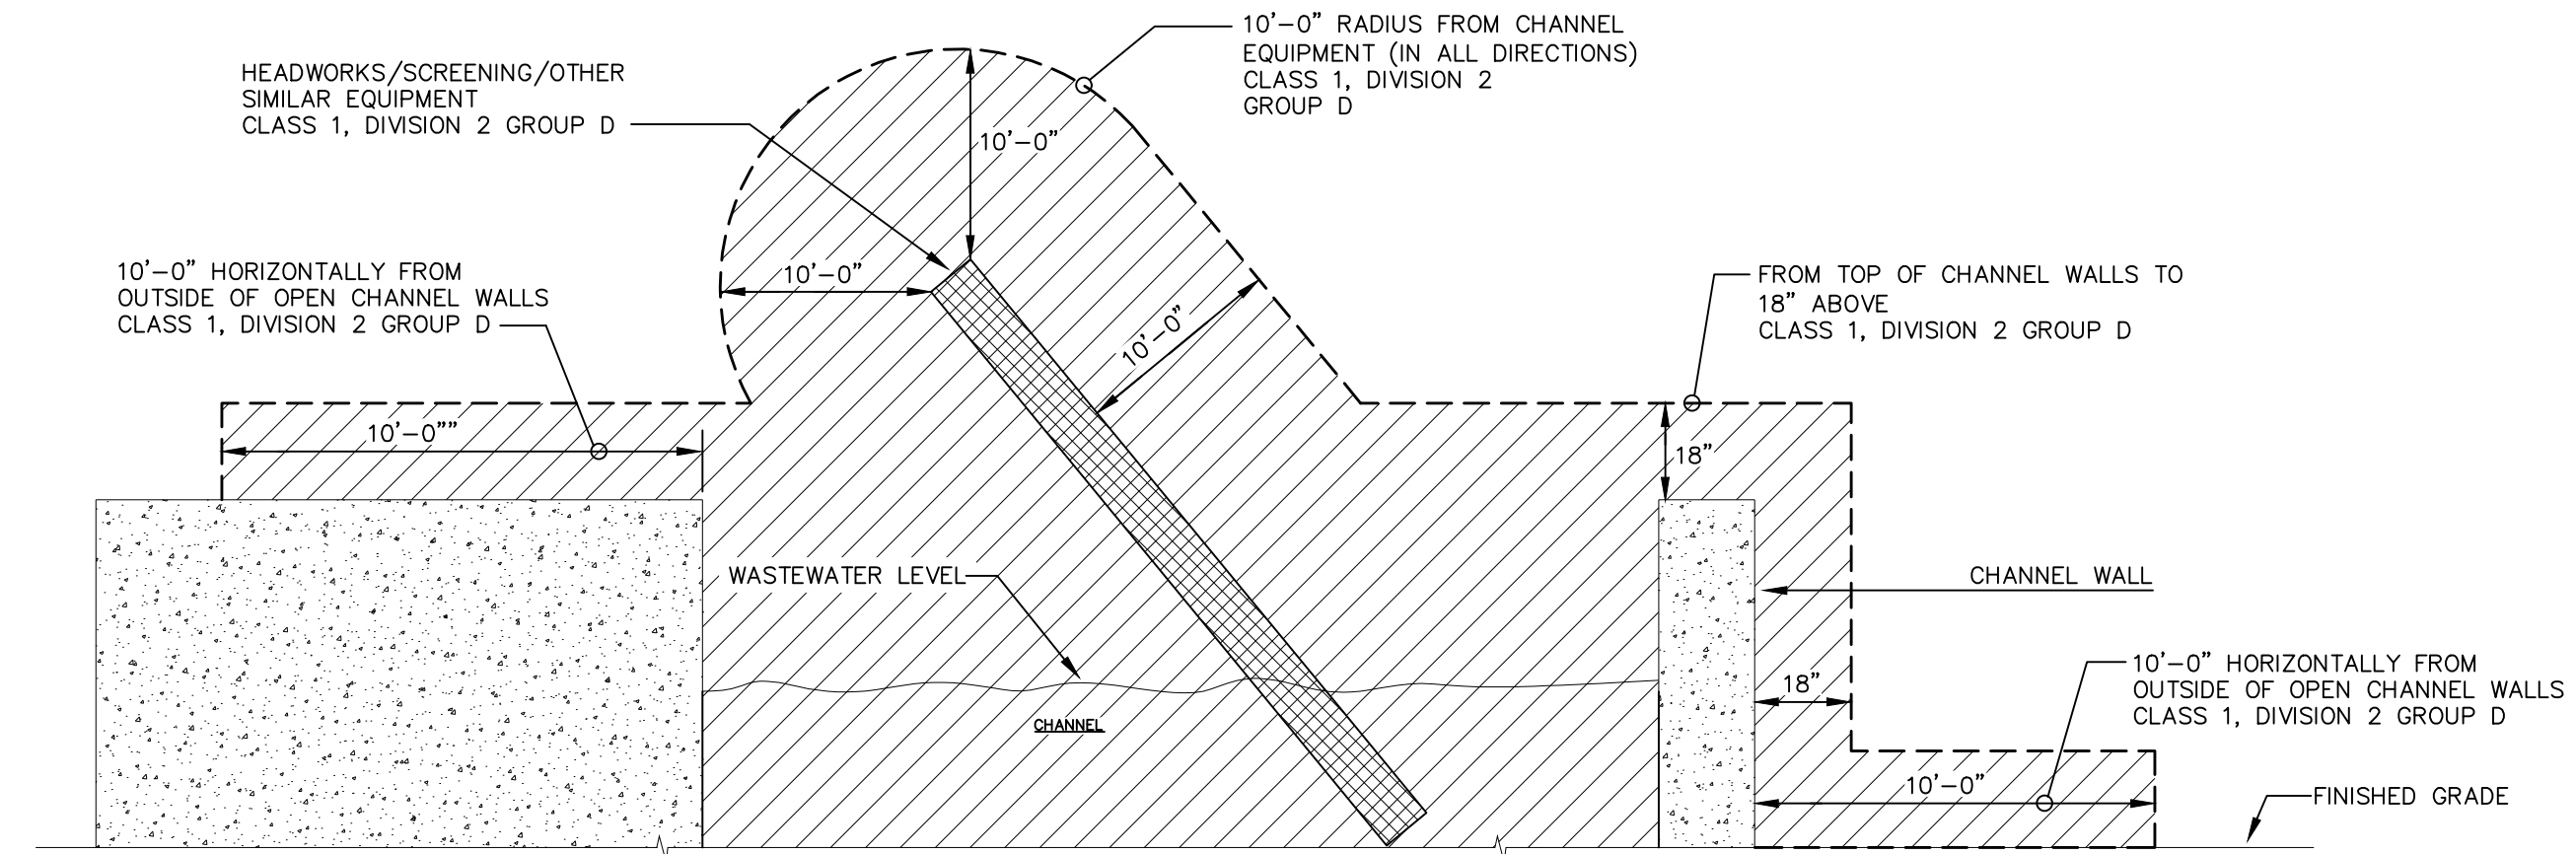 10'-0" RADIUS FROM CHANNEL
EQUIPMENT (IN ALL DIRECTIONS)
CLASS 1, DIVISION 2
GROUP D
HEADWORKS/SCREENING/OTHER
SIMILAR EQUIPMENT
CLASS 1, DIVISION 2 GROUP D
10'-0"
10'-0" HORIZONTALLY FROM
OUTSIDE OF OPEN CHANNEL WALLS
CLASS 1, DIVISION 2 GROUP D
10'-0"
10'-0"
FROM TOP OF CHANNEL WALLS TO
18" ABOVE
CLASS 1, DIVISION 2 GROUP D
10'-0""
18"
WASTEWATER LEVEL
CHANNEL WALL
CHANNEL
18"
10'-0" HORIZONTALLY FROM
OUTSIDE OF OPEN CHANNEL WALLS
CLASS 1, DIVISION 2 GROUP D
10'-0"
FINISHED GRADE